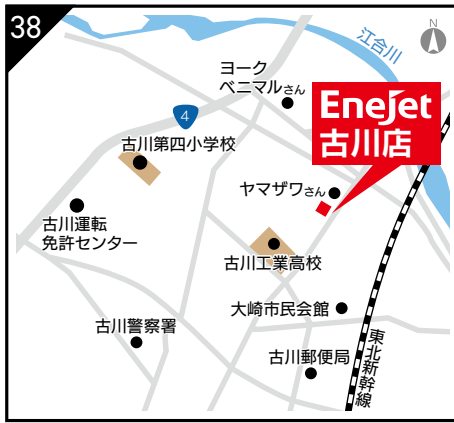 38
N
江合川
ヨーク
ベニマルさん
4
Enejet
古川店
古川第四小学校
ヤマザワさん
古川運転
免許センター
古川工業高校
大崎市民会館
古川警察署
古川郵便局
東北新幹線